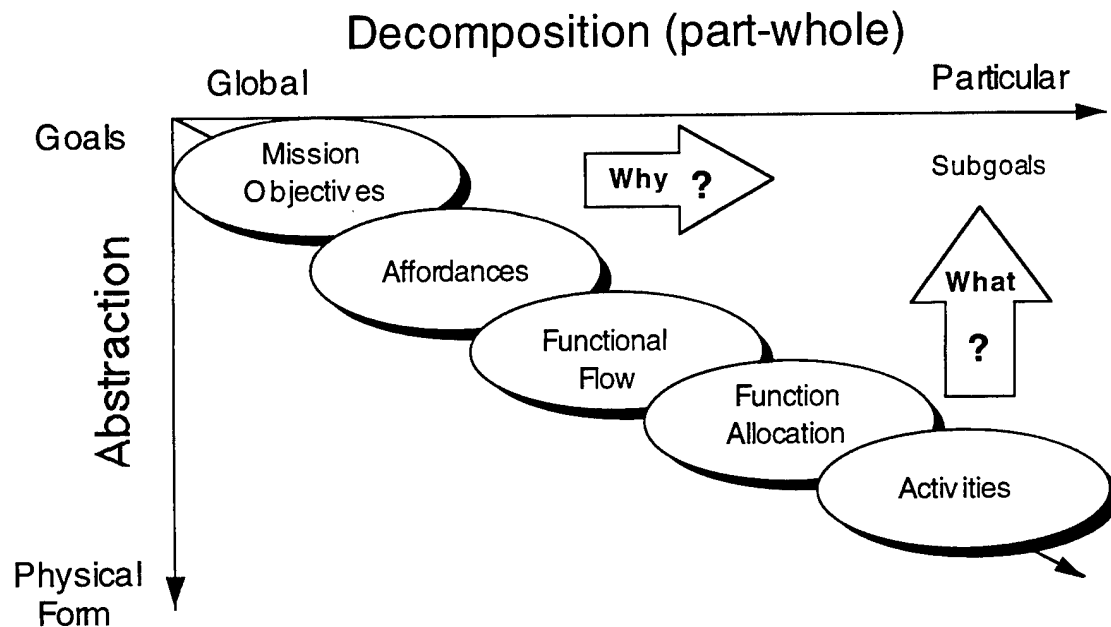 Decomposition (part-whole)
Global
Particular
Goals
Mission
Objectives
Why ?
Subgoals
Affordances
What
?
Functional
Flow
Function
Allocation
Activities
Abstraction
Physical
Form